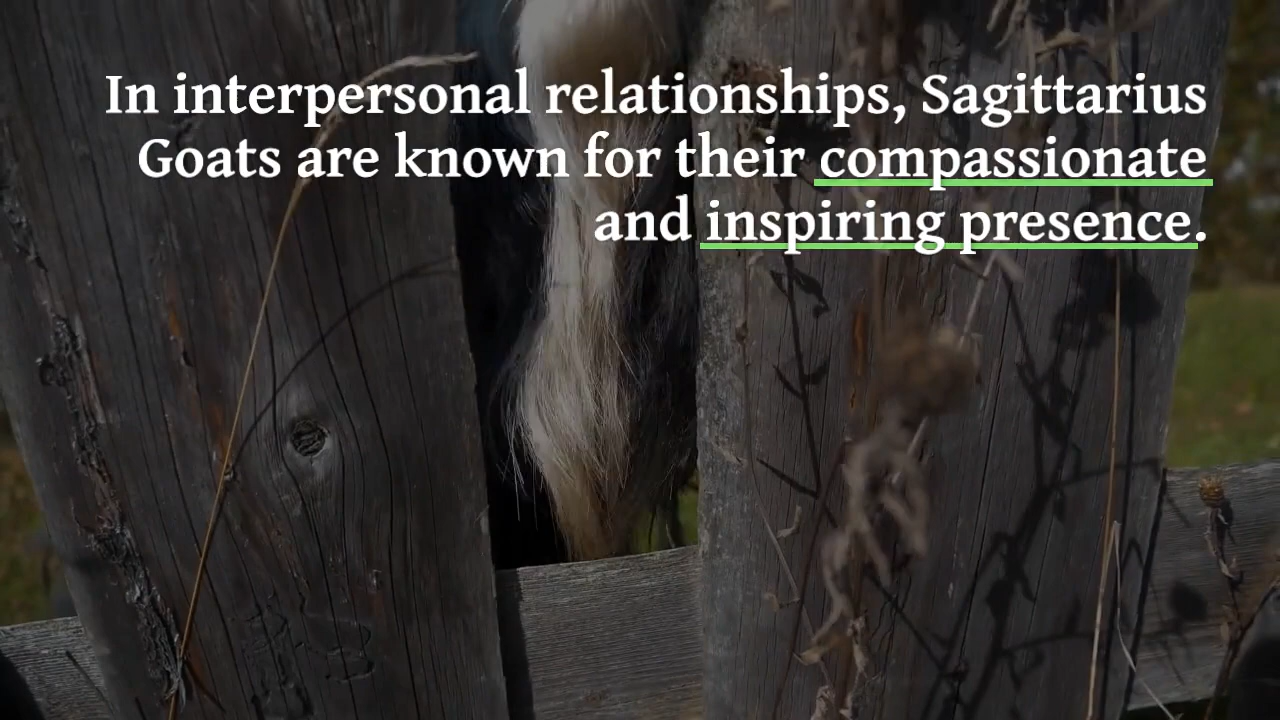 In interpersonal relationships, Sagittarius
Goats are known for their compassionate
and inspiring presence.